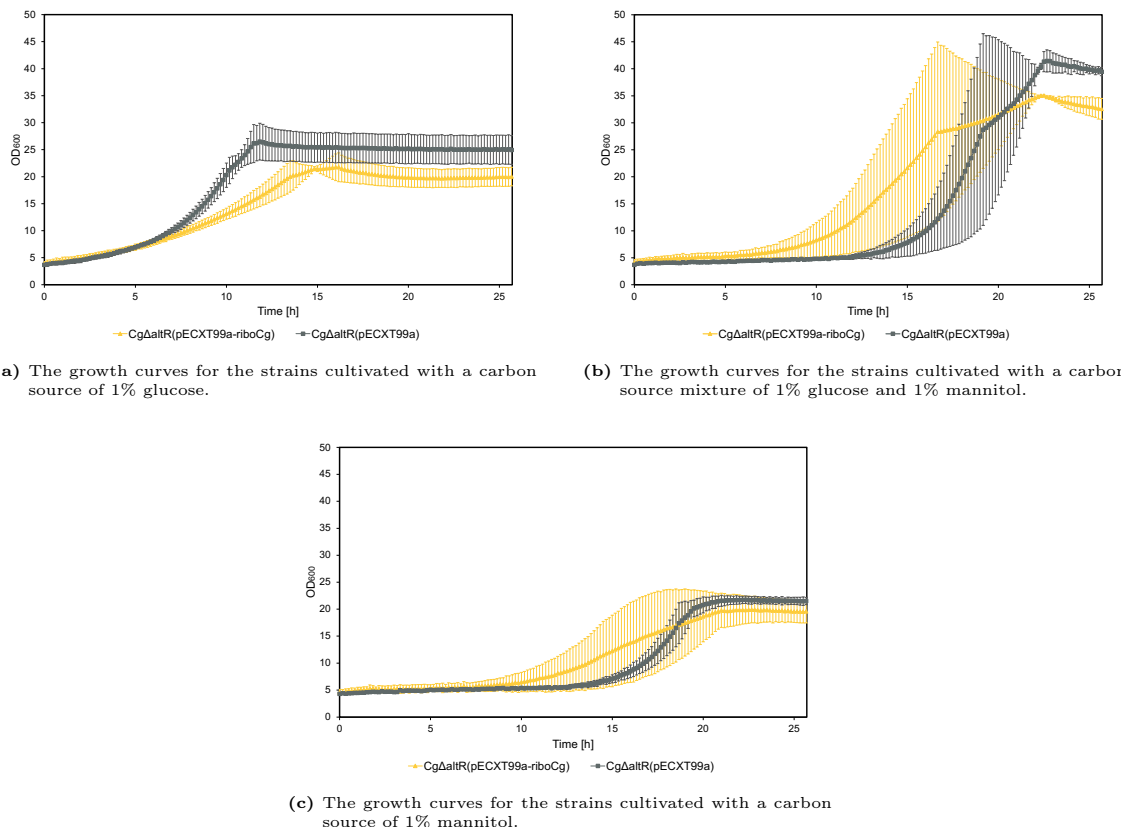 50
45
40
35
30
25
20
15
10
5
0
OD600
0 5 10 15 20 25
Time [h]
CgΔaltR(pECXT99a-riboCg) CgΔaltR(pECXT99a)
a) The growth curves for the strains cultivated with a carbon
source of 1% glucose.
50
45
40
35
30
25
20
15
10
5
0
OD600
0 5 10 15 20 25
Time [h]
CgΔaltR(pECXT99a-riboCg) CgΔaltR(pECXT99a)
(b) The growth curves for the strains cultivated with a carbon
source mixture of 1% glucose and 1% mannitol.
50
45
40
35
30
25
20
15
10
5
0
OD600
0 5 10 15 20 25
Time [h]
CgΔaltR(pECXT99a-riboCg) CgΔaltR(pECXT99a)
(c) The growth curves for the strains cultivated with a carbon
source of 1% mannitol.